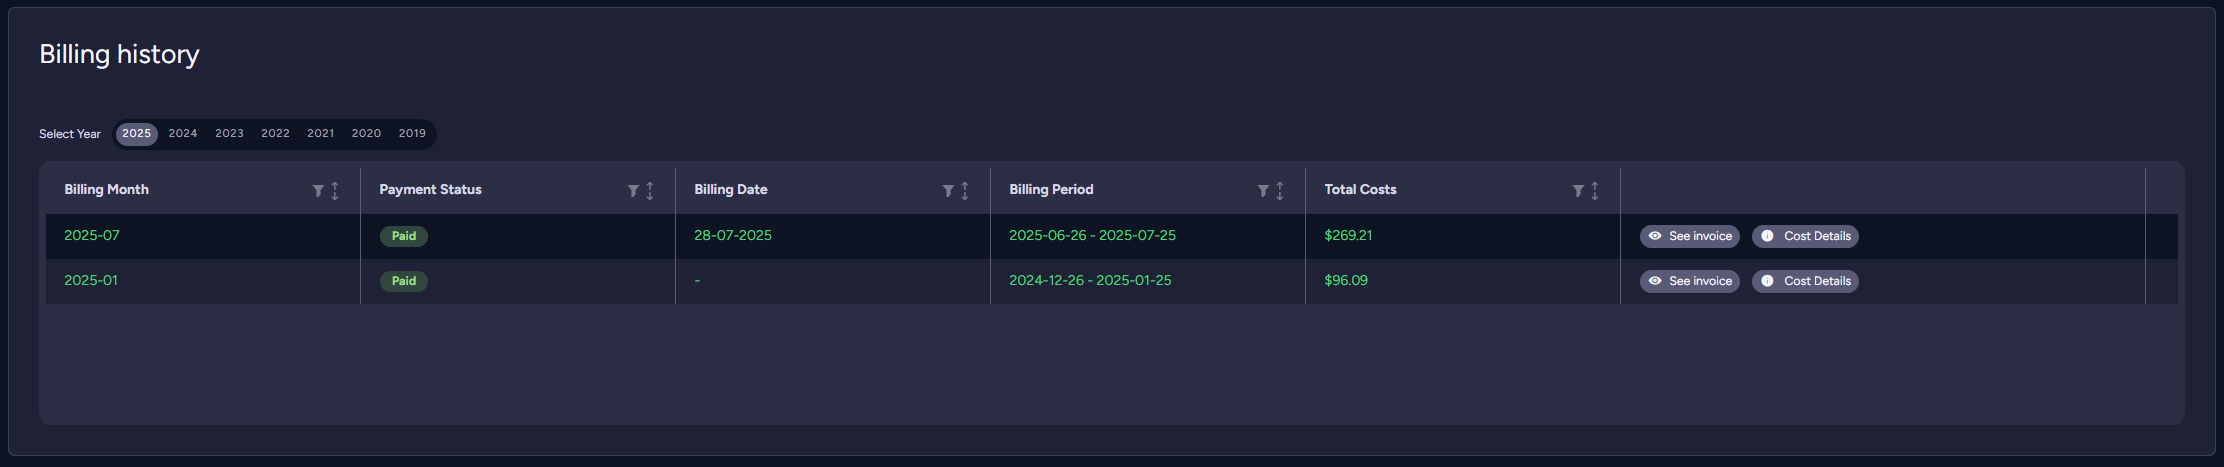 Billing history
Select Year 2025 2024 2023 2022 2021 2020 2019
Billing Month Payment Status Billing Date Billing Period Total Costs
2025-07 Paid 28-07-2025 2025-06-26 - 2025-07-25 $269.21 See invoice Cost Details
2025-01 Paid - 2024-12-26 - 2025-01-25 $96.09 See invoice Cost Details